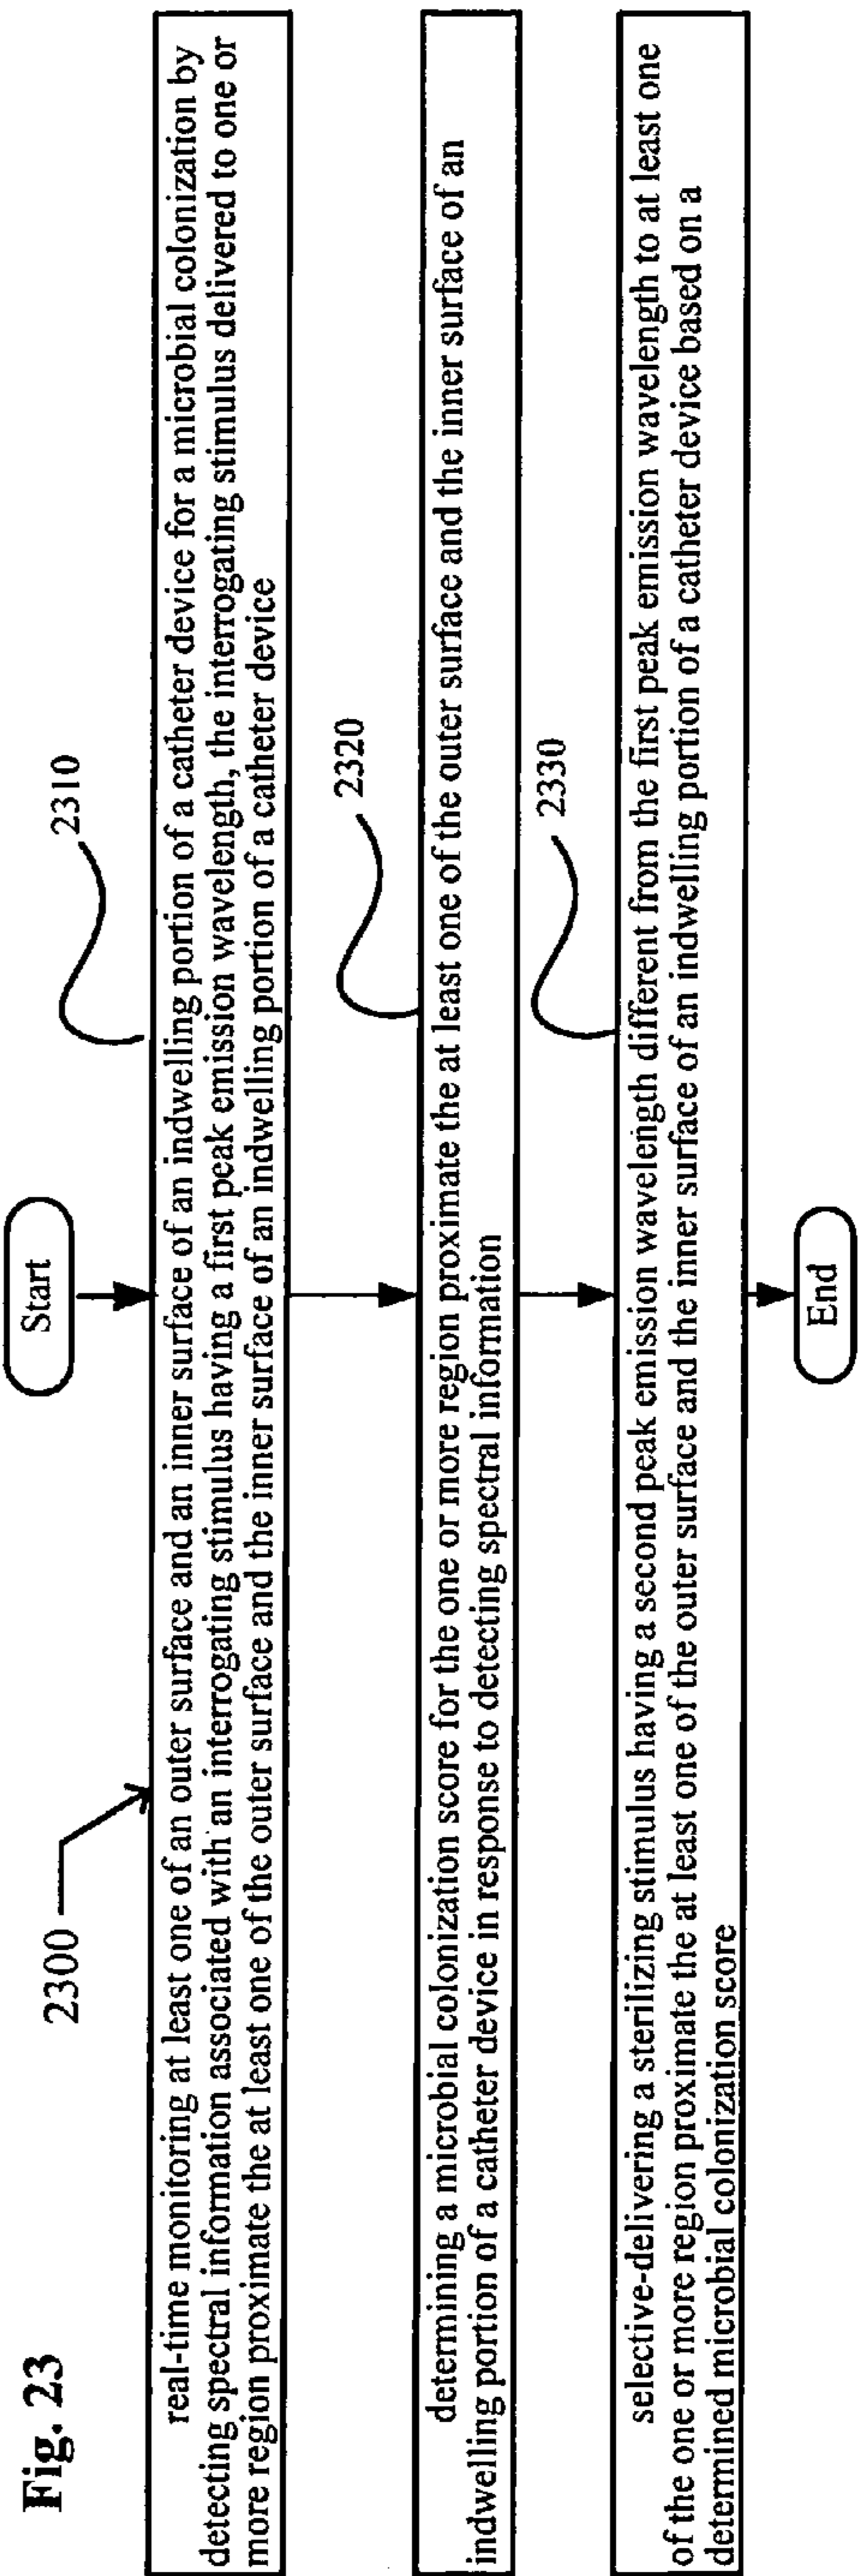 Fig. 23
2300
Start
2310
real-time monitoring at least one of an outer surface and an inner surface of an indwelling portion of a catheter device for a microbial colonization by
detecting spectral information associated with an interrogating stimulus having a first peak emission wavelength, the interrogating stimulus delivered to one or
more region proximate the at least one of the outer surface and the inner surface of an indwelling portion of a catheter device
2320
determining a microbial colonization score for the one or more region proximate the at least one of the outer surface and the inner surface of an
indwelling portion of a catheter device in response to detecting spectral information
2330
selective-delivering a sterilizing stimulus having a second peak emission wavelength different from the first peak emission wavelength to at least one
of the one or more region proximate the at least one of the outer surface and the inner surface of an indwelling portion of a catheter device based on a
determined microbial colonization score
End